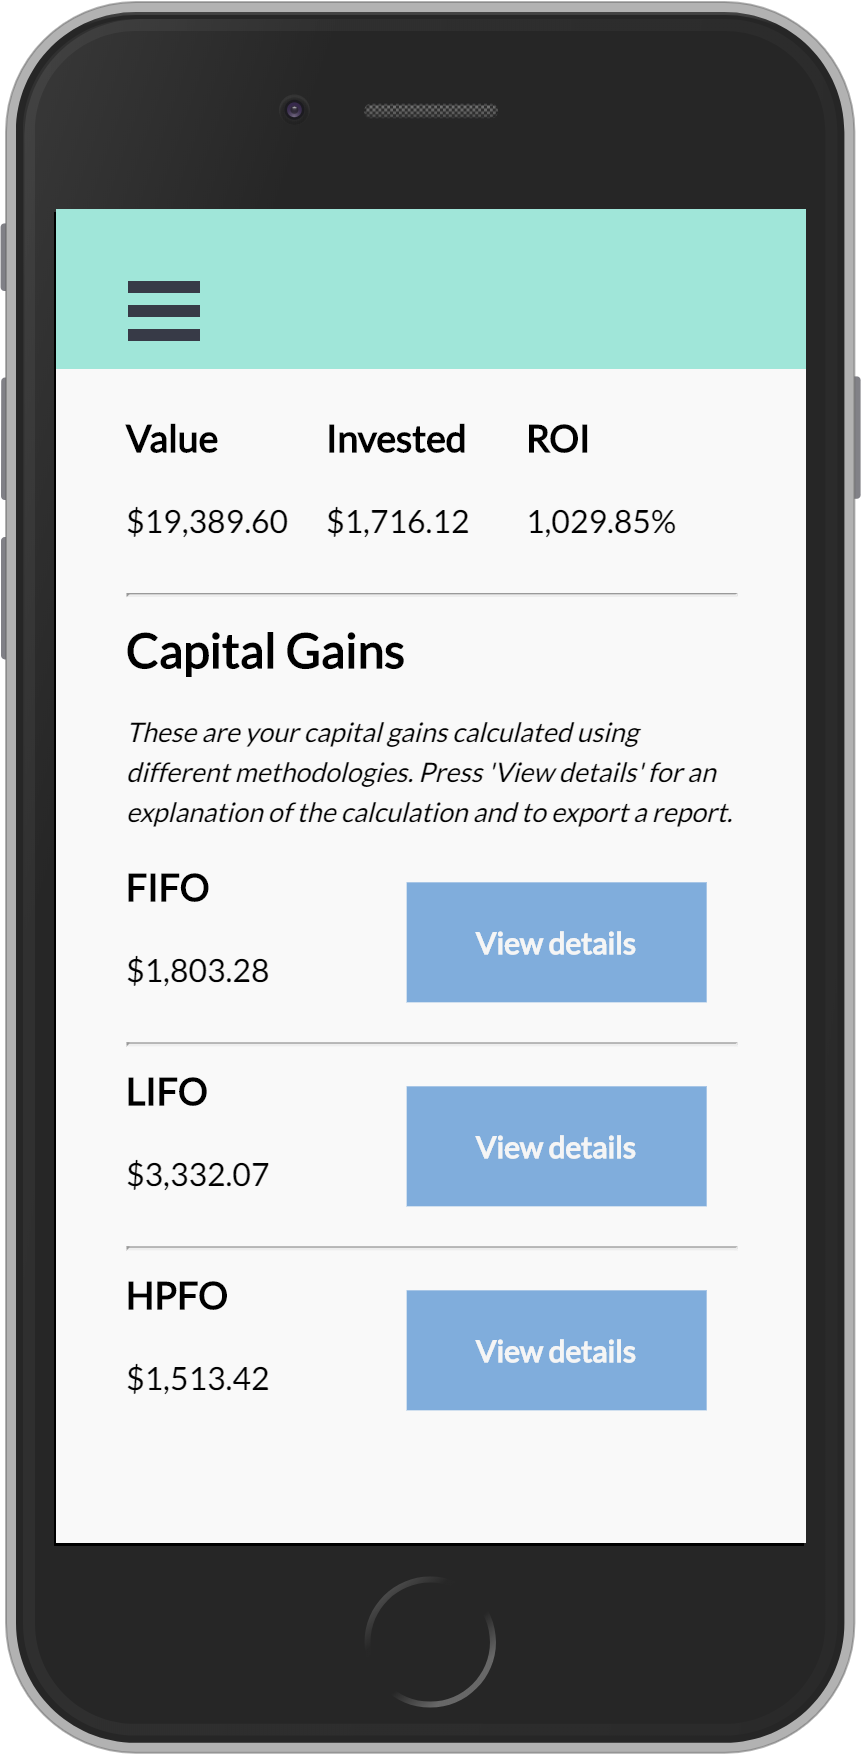 Value Invested ROI
$19,389.60 $1,716.12 1,029.85%
Capital Gains
These are your capital gains calculated using
different methodologies. Press 'View details' for an
explanation of the calculation and to export a report.
FIFO
View details
$1,803.28
LIFO
View details
$3,332.07
HPFO
View details
$1,513.42